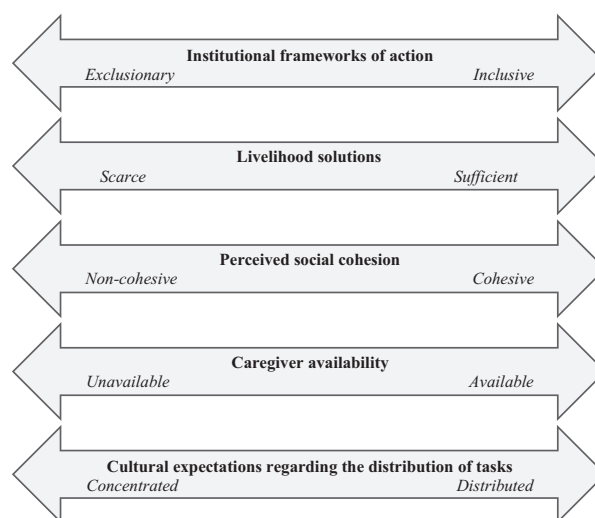 Institutional frameworks of action
Exclusionary Inclusive
Livelihood solutions
Scarce Sufficient
Perceived social cohesion
Non-cohesive Cohesive
Caregiver availability
Unavailable Available
Cultural expectations regarding the distribution of tasks
Concentrated Distributed